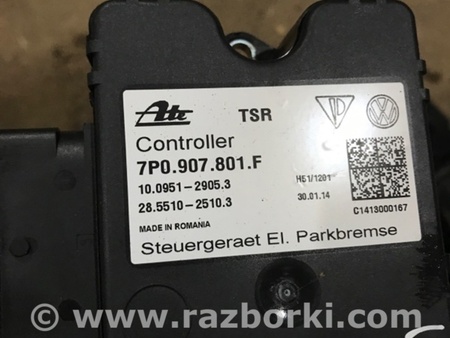 Ate TSR
Controller
7P0.907.801.F
10.0951-2905.3
28.5510-2510.3
H51/1201
30.01.14
C1413000167
MADE IN ROMANIA
Steuergeraet El. Parkbremse
© www.razborki.com